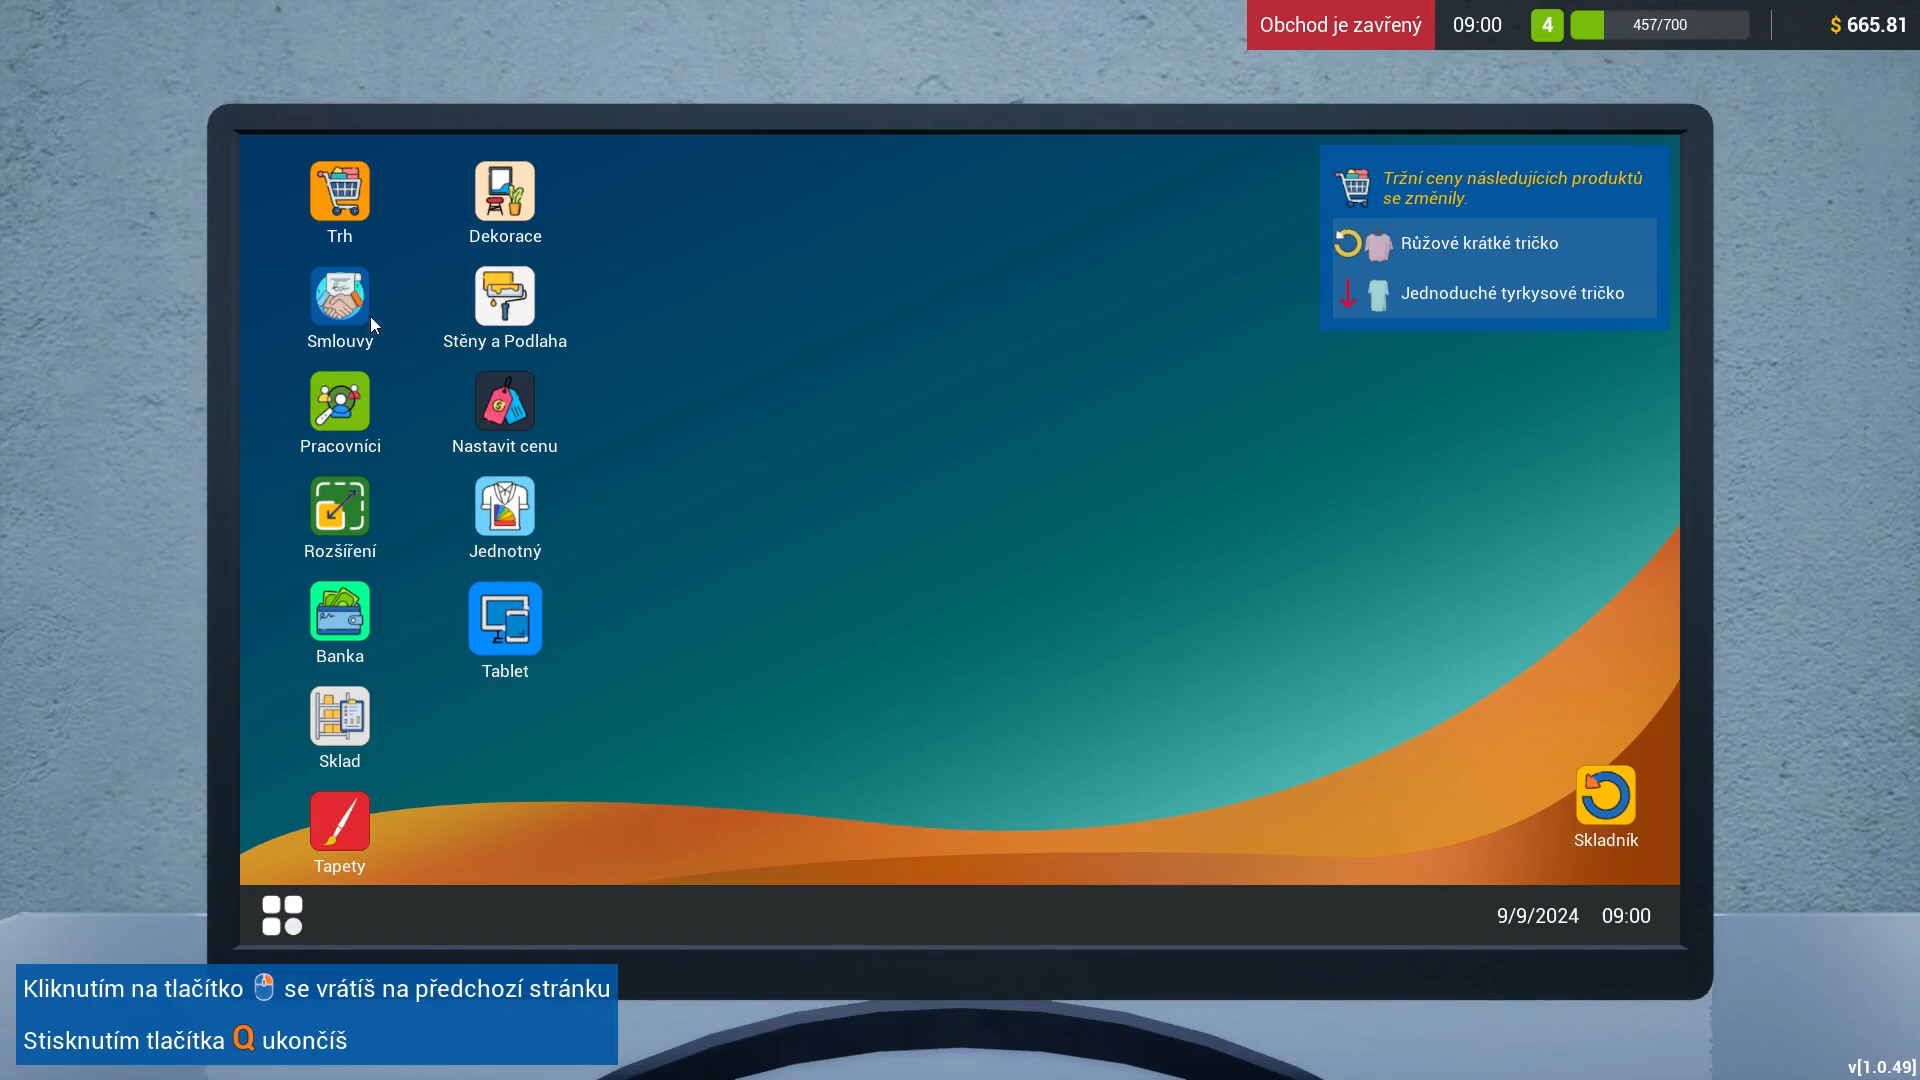 Obchod je zavřený 09:00 4 457/700 $ 665.81
Trh
Dekorace
Smlouvy
Stěny a Podlaha
Pracovníci
Nastavit cenu
Rozšíření
Jednotný
Banka
Tablet
Sklad
Tapety
Tržní ceny následujících produktů
se změnily.
Růžové krátké tričko
Jednoduché tyrkysové tričko
Skladník
9/9/2024 09:00
Kliknutím na tlačítko se vrátíš na předchozí stránku
Stisknutím tlačítka Q ukončíš
v[1.0.49]